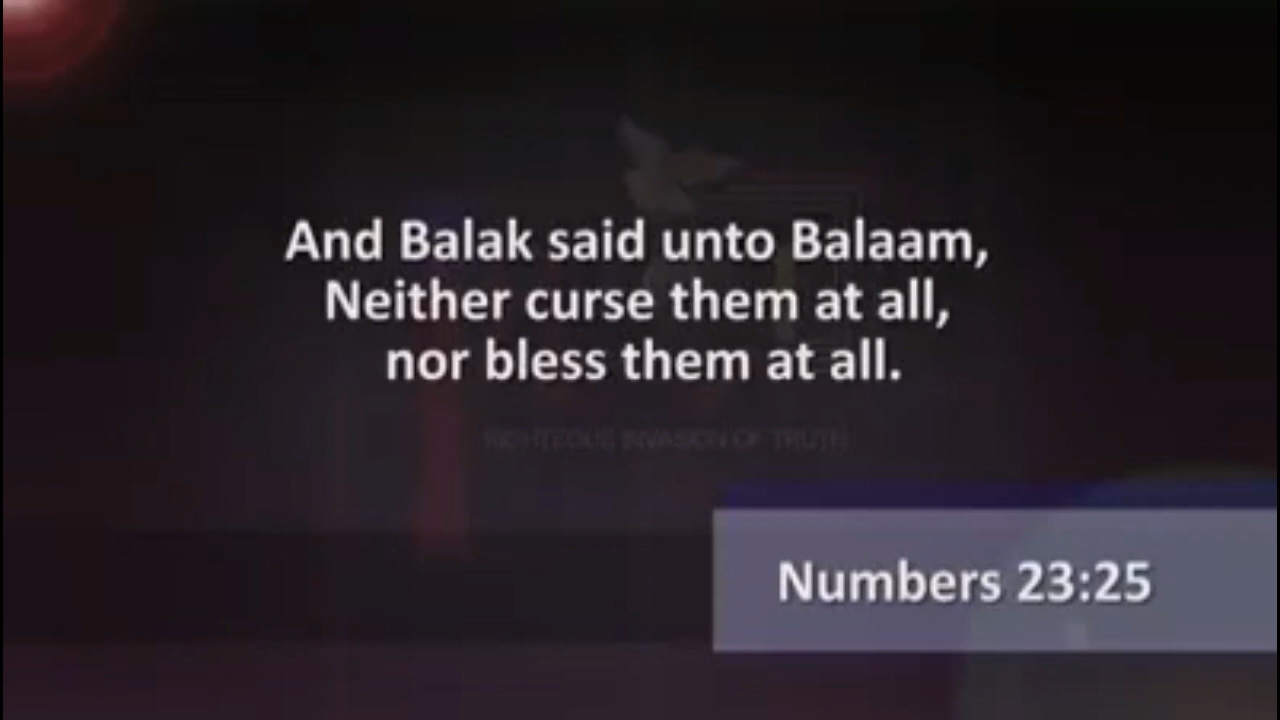 And Balak said unto Balaam,
Neither curse them at all,
nor bless them at all.
RIGHTEOUS INVASION OF TRUTH
Numbers 23:25